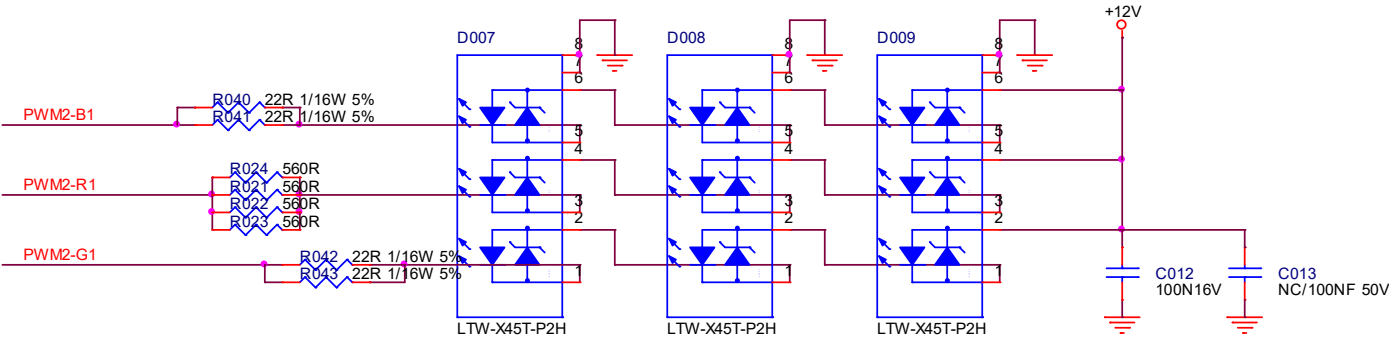 +12V
D007
D008
D009
8
7
6
8
7
6
8
7
6
PWM2-B1
R040 22R 1/16W 5%
R041 22R 1/16W 5%
5
4
5
4
5
4
PWM2-R1
R024 560R
R021 560R
R022 560R
R023 560R
3
2
3
2
3
2
PWM2-G1
R042 22R 1/16W 5%
R043 22R 1/16W 5%
1
1
1
C012
100N16V
C013
NC/100NF 50V
LTW-X45T-P2H
LTW-X45T-P2H
LTW-X45T-P2H